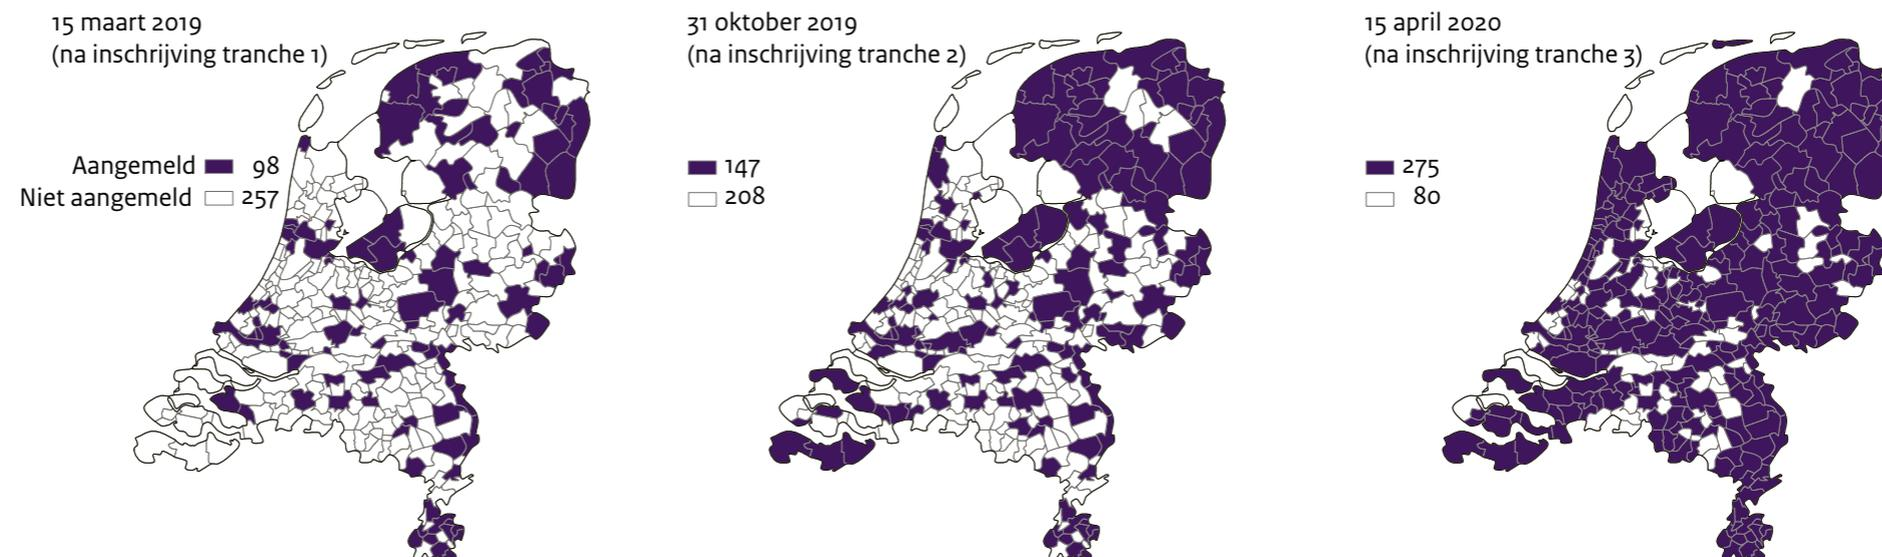 15 maart 2019
(na inschrijving tranche 1)
Aangemeld 98
Niet aangemeld 257
31 oktober 2019
(na inschrijving tranche 2)
147
208
15 april 2020
(na inschrijving tranche 3)
275
80